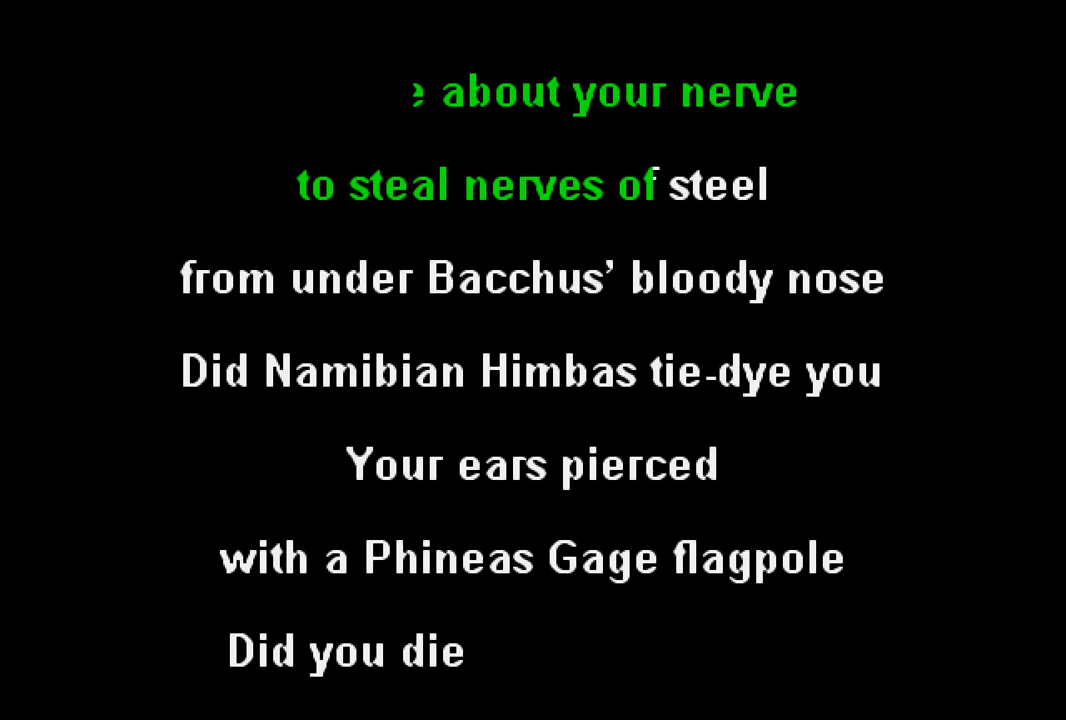 about your nerve
to steal nerves of steel
from under Bacchus’ bloody nose
Did Namibian Himbas tie-dye you
Your ears pierced
with a Phineas Gage flagpole
Did you die